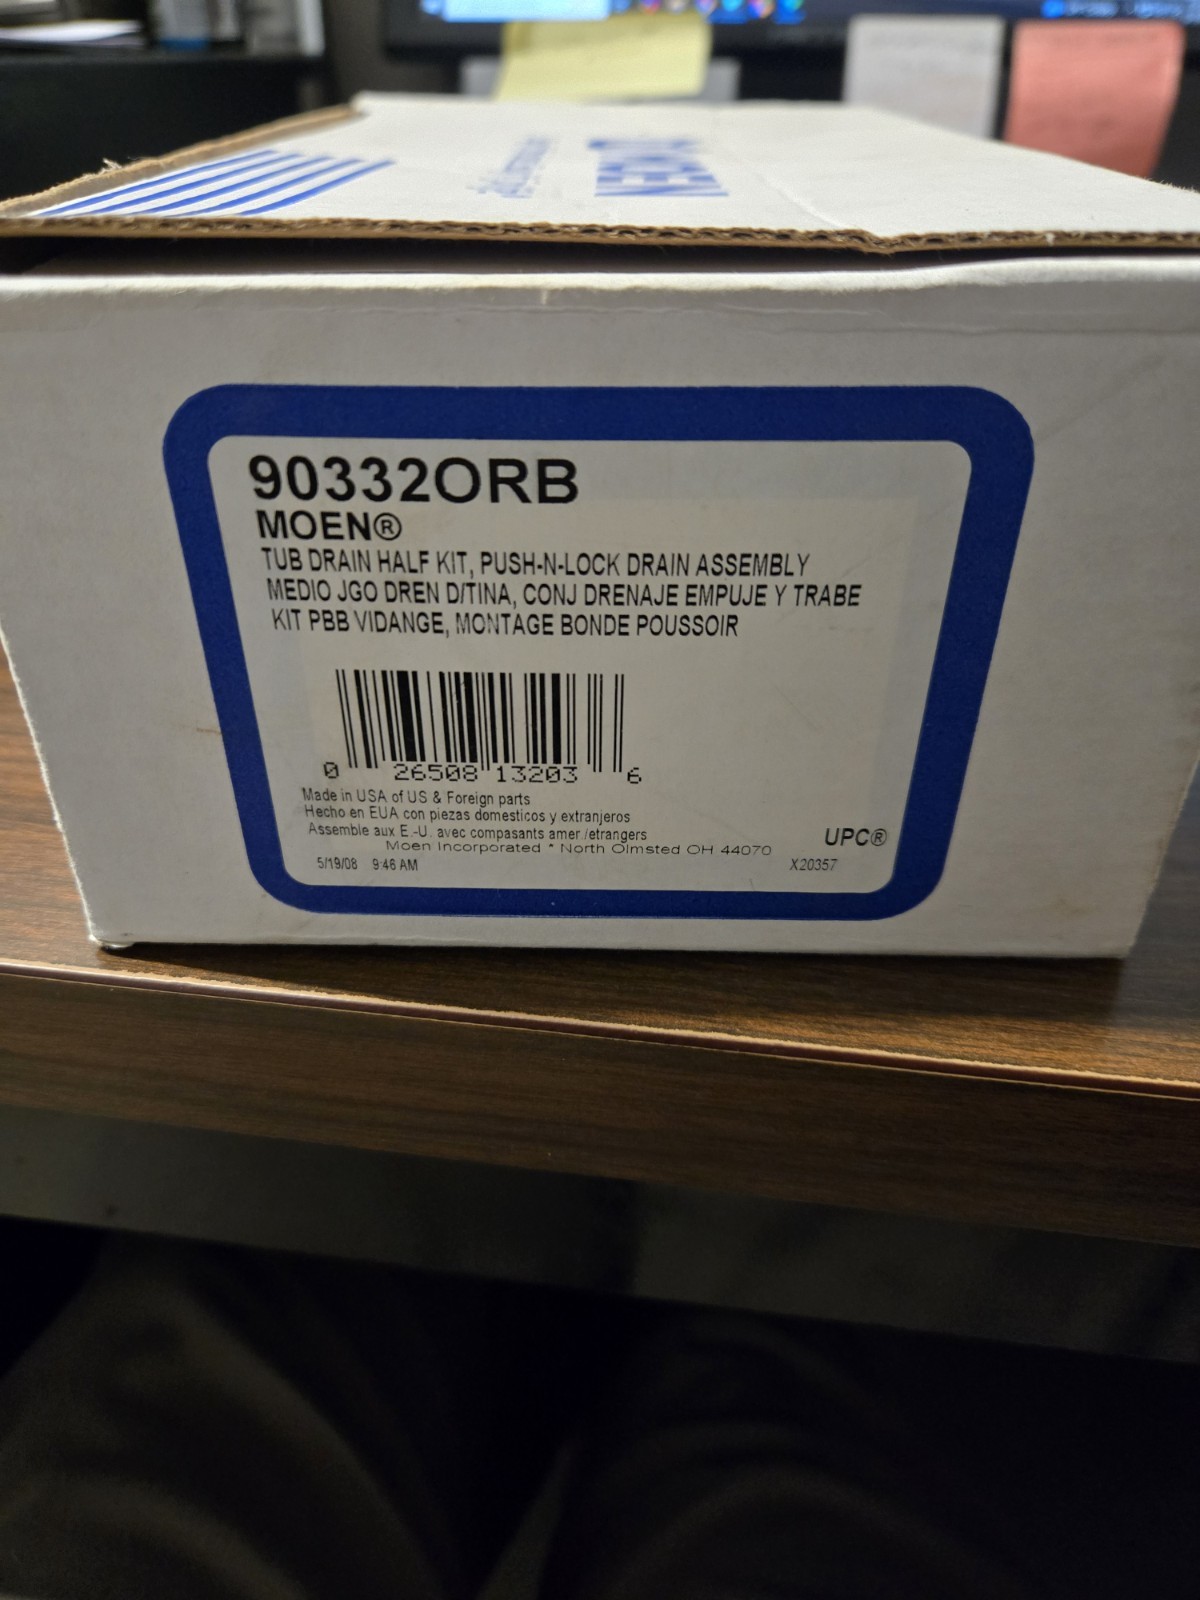 MOEN
90332ORB
MOEN®
TUB DRAIN HALF KIT, PUSH-N-LOCK DRAIN ASSEMBLY
MEDIO JGO DREN D/TINA, CONJ DRENAJE EMPUJE Y TRABE
KIT PBB VIDANGE, MONTAGE BONDE POUSSOIR
0 26508 13203 6
Made in USA of US & Foreign parts
Hecho en EUA con piezas domesticos y extranjeros
Assemble aux E.-U. avec compasants amer./etrangers
Moen Incorporated * North Olmsted OH 44070
UPC®
5/19/08 9:46 AM
X20357